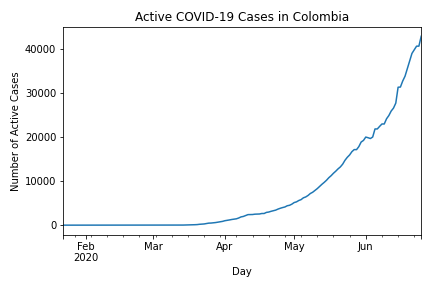 Active COVID-19 Cases in Colombia
Number of Active Cases
40000
30000
20000
10000
0
Feb
2020
Mar
Apr
May
Jun
Day